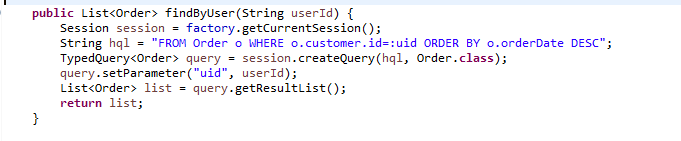 public List<Order> findByUser(String userId) {
    Session session = factory.getCurrentSession();
    String hql = "FROM Order o WHERE o.customer.id=:uid ORDER BY o.orderDate DESC";
    TypedQuery<Order> query = session.createQuery(hql, Order.class);
    query.setParameter("uid", userId);
    List<Order> list = query.getResultList();
    return list;
}